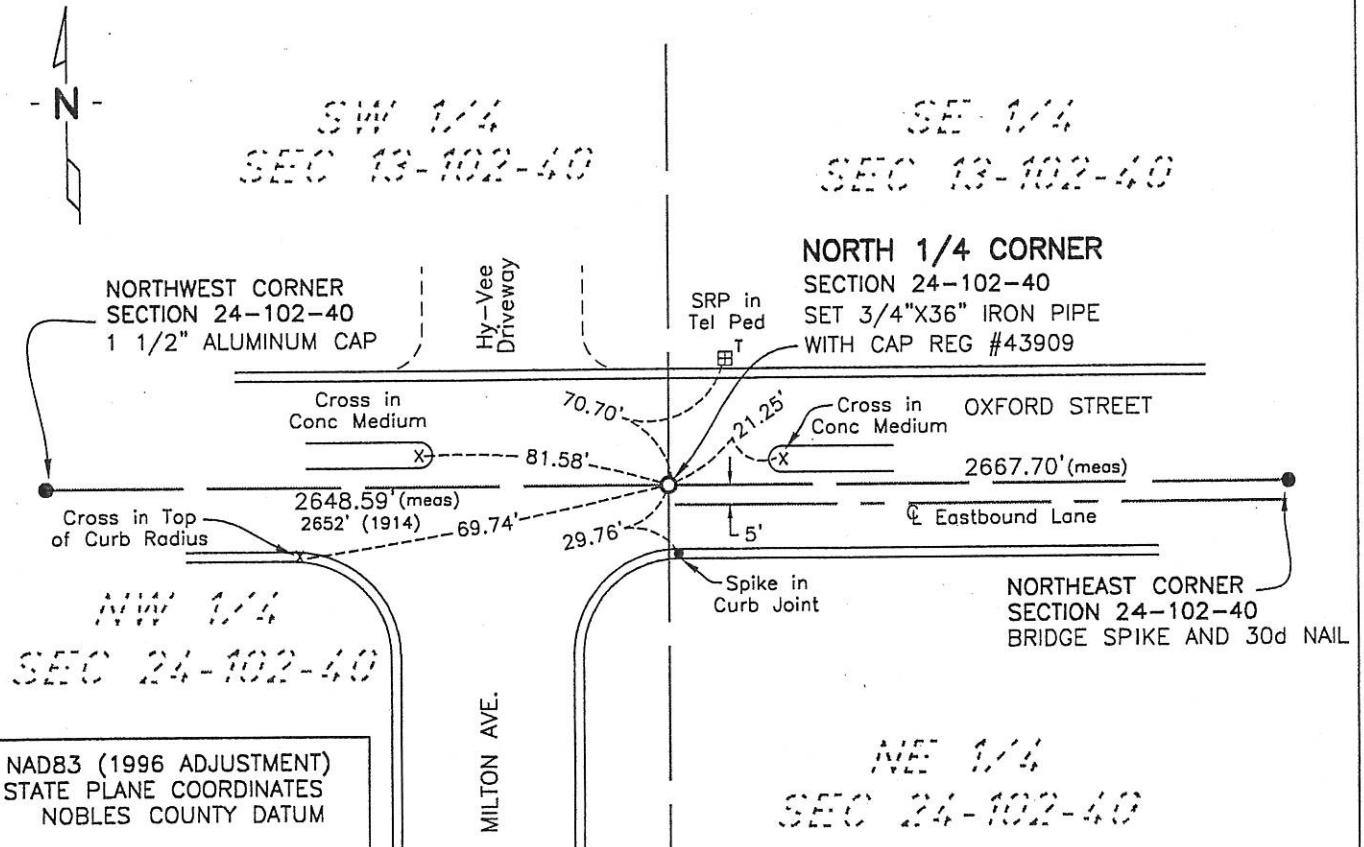 - N -
SW 1/4
SEC 13-102-40
SE 1/4
SEC 13-102-40
NORTHWEST CORNER
SECTION 24-102-40
1 1/2" ALUMINUM CAP
Hy-Vee
Driveway
SRP in
Tel Ped
T
NORTH 1/4 CORNER
SECTION 24-102-40
SET 3/4"X36" IRON PIPE
WITH CAP REG #43909
Cross in
Conc Medium
70.70'
21.25'
Cross in
Conc Medium
OXFORD STREET
X
81.58'
X
2667.70' (meas)
2648.59' (meas)
2652' (1914)
69.74'
Cross in Top
of Curb Radius
X
29.76'
5'
℄ Eastbound Lane
Spike in
Curb Joint
NORTHEAST CORNER
SECTION 24-102-40
BRIDGE SPIKE AND 30d NAIL
NW 1/4
SEC 24-102-40
MILTON AVE.
NE 1/4
SEC 24-102-40
NAD83 (1996 ADJUSTMENT)
STATE PLANE COORDINATES
NOBLES COUNTY DATUM